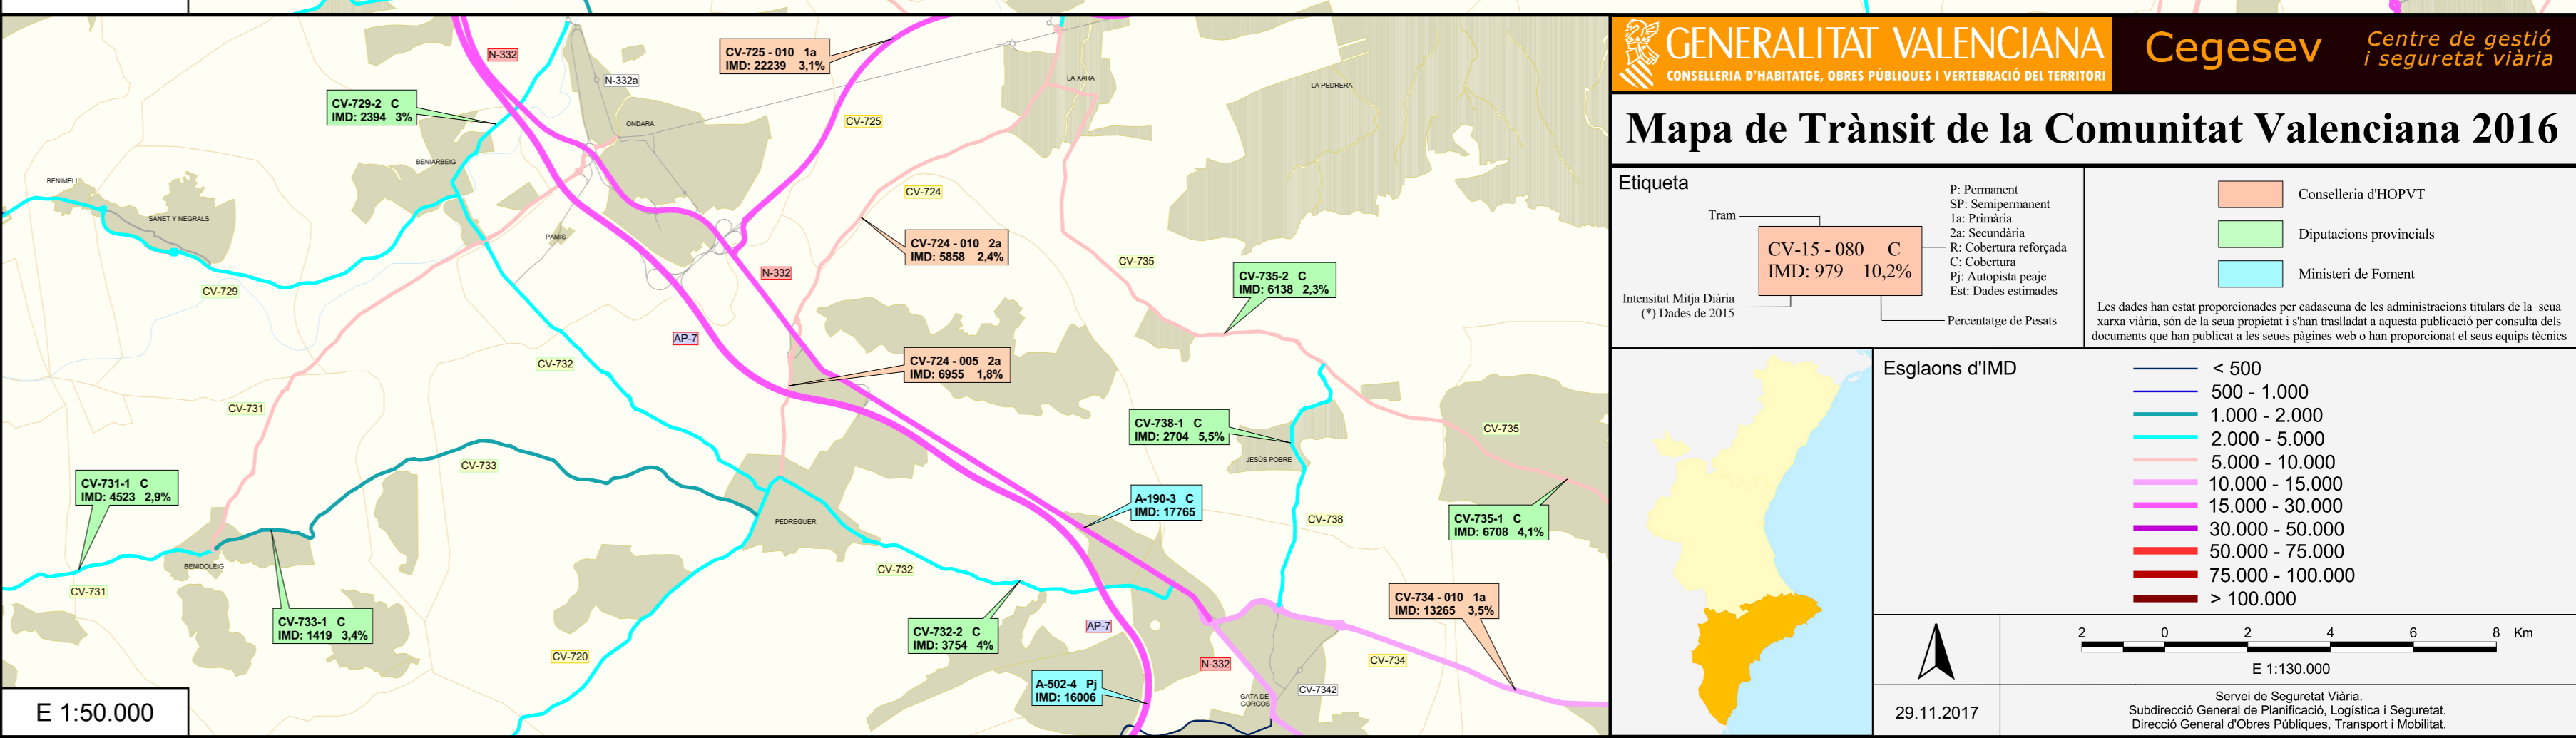 N-332
CV-725 - 010 1a
IMD: 22239 3,1%
N-332a
LA XARA
LA PEDRERA
CV-729-2 C
IMD: 2394 3%
ONDARA
CV-725
BENIARBEIG
BENIMELI
SANET Y NEGRALS
CV-724
PAMIS
CV-724 - 010 2a
IMD: 5858 2,4%
N-332
CV-735
CV-735-2 C
IMD: 6138 2,3%
CV-729
AP-7
CV-732
CV-724 - 005 2a
IMD: 6955 1,8%
CV-731
CV-738-1 C
IMD: 2704 5,5%
CV-735
JESÚS POBRE
CV-733
CV-731-1 C
IMD: 4523 2,9%
A-190-3 C
IMD: 17765
PEDREGUER
CV-738
CV-735-1 C
IMD: 6708 4,1%
BENIDOLEIG
CV-732
CV-731
CV-733-1 C
IMD: 1419 3,4%
CV-734 - 010 1a
IMD: 13265 3,5%
CV-732-2 C
IMD: 3754 4%
AP-7
CV-720
N-332
CV-734
A-502-4 Pj
IMD: 16006
CV-7342
GATA DE
GORGOS
E 1:50.000
GENERALITAT VALENCIANA
CONSELLERIA D'HABITATGE, OBRES PÚBLIQUES I VERTEBRACIÓ DEL TERRITORI
Cegesev
Centre de gestió
i seguretat viària
Mapa de Trànsit de la Comunitat Valenciana 2016
Etiqueta
Tram
CV-15 - 080 C
IMD: 979 10,2%
Intensitat Mitja Diària
(*) Dades de 2015
P: Permanent
SP: Semipermanent
1a: Primària
2a: Secundària
R: Cobertura reforçada
C: Cobertura
Pj: Autopista peaje
Est: Dades estimades
Percentatge de Pesats
Conselleria d'HOPVT
Diputacions provincials
Ministeri de Foment
Les dades han estat proporcionades per cadascuna de les administracions titulars de la seua
xarxa viària, són de la seua propietat i s'han traslladat a aquesta publicació per consulta dels
documents que han publicat a les seues pàgines web o han proporcionat el seus equips tècnics
Esglaons d'IMD
< 500
500 - 1.000
1.000 - 2.000
2.000 - 5.000
5.000 - 10.000
10.000 - 15.000
15.000 - 30.000
30.000 - 50.000
50.000 - 75.000
75.000 - 100.000
> 100.000
2 0 2 4 6 8 Km
E 1:130.000
29.11.2017
Servei de Seguretat Viària.
Subdirecció General de Planificació, Logística i Seguretat.
Direcció General d'Obres Públiques, Transport i Mobilitat.